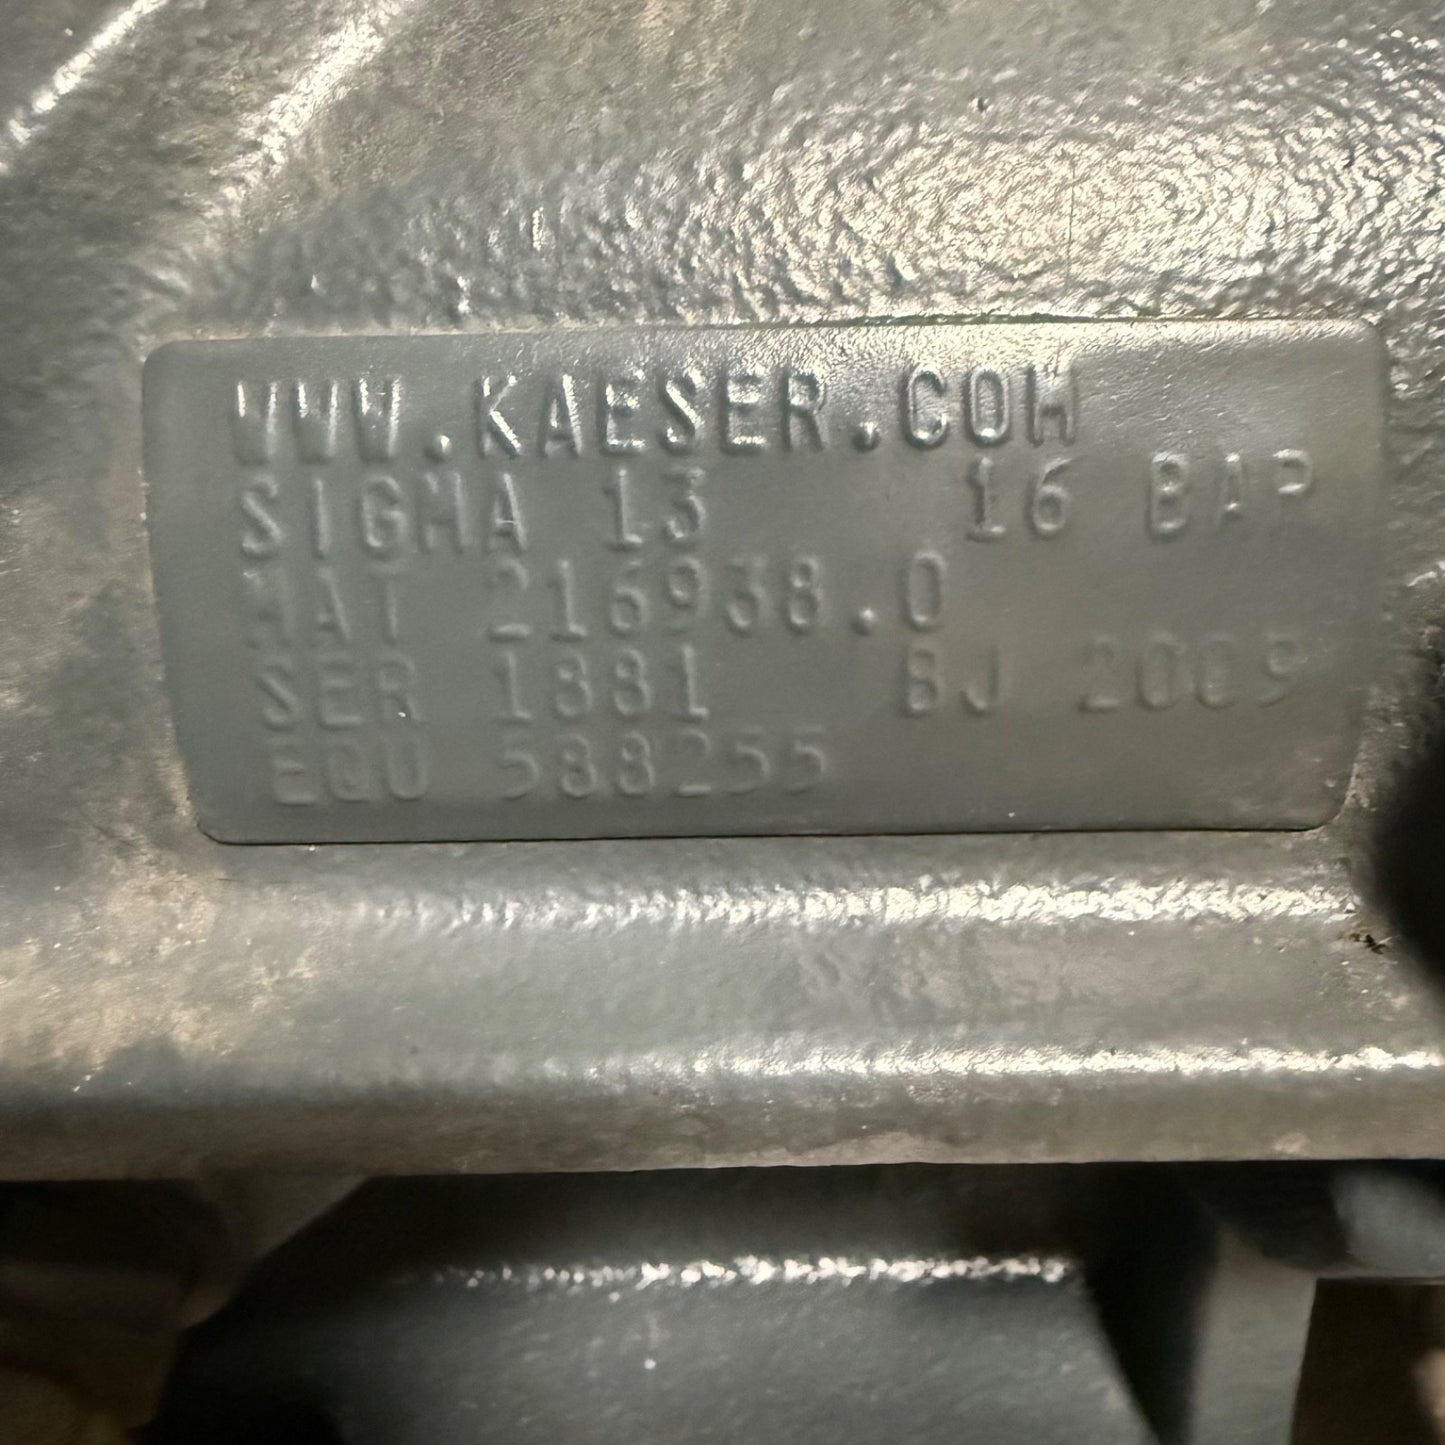 WWW.KAESER.COM
SIGMA 13 16 BAR
MAT 216938.0
SER 1881 BJ 2009
EQU 588255